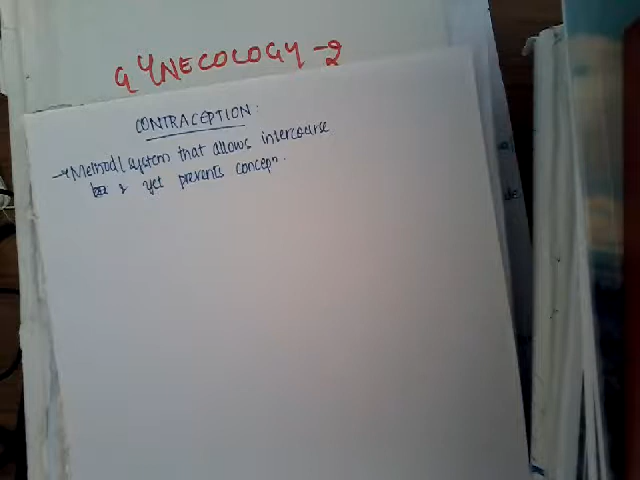 GYNECOLOGY -2
CONTRACEPTION:
→ Method/system that allows intercourse
& yet prevents concepn.